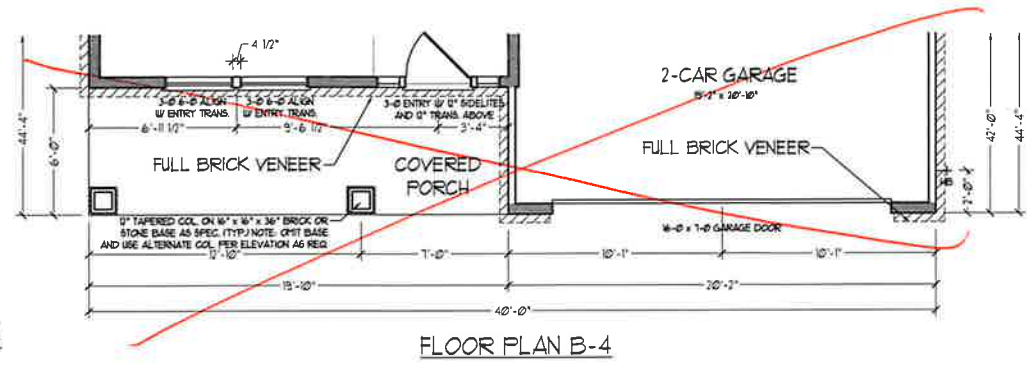 4 1/2"
2-CAR GARAGE
19'-2" x 20'-10"
3-0 6-0 ALIGN
W/ ENTRY TRANS.
3-0 6-0 ALIGN
W/ ENTRY TRANS.
3-0 ENTRY W/ 12" SIDELITES
AND 12" TRANS. ABOVE
6'-11 1/2"
9'-6 1/2"
3'-4"
44'-4"
6'-0"
FULL BRICK VENEER
COVERED
PORCH
FULL BRICK VENEER
42'-0"
44'-4"
2'-0"
12" TAPERED COL. ON 16" x 16" x 36" BRICK OR
STONE BASE AS SPEC. (TYP.) NOTE: OMIT BASE
AND USE ALTERNATE COL. PER ELEVATION AS REQ.
16-0 x 7-0 GARAGE DOOR
12'-10"
7'-0"
10'-1"
10'-1"
19'-10"
20'-2"
40'-0"
FLOOR PLAN B-4